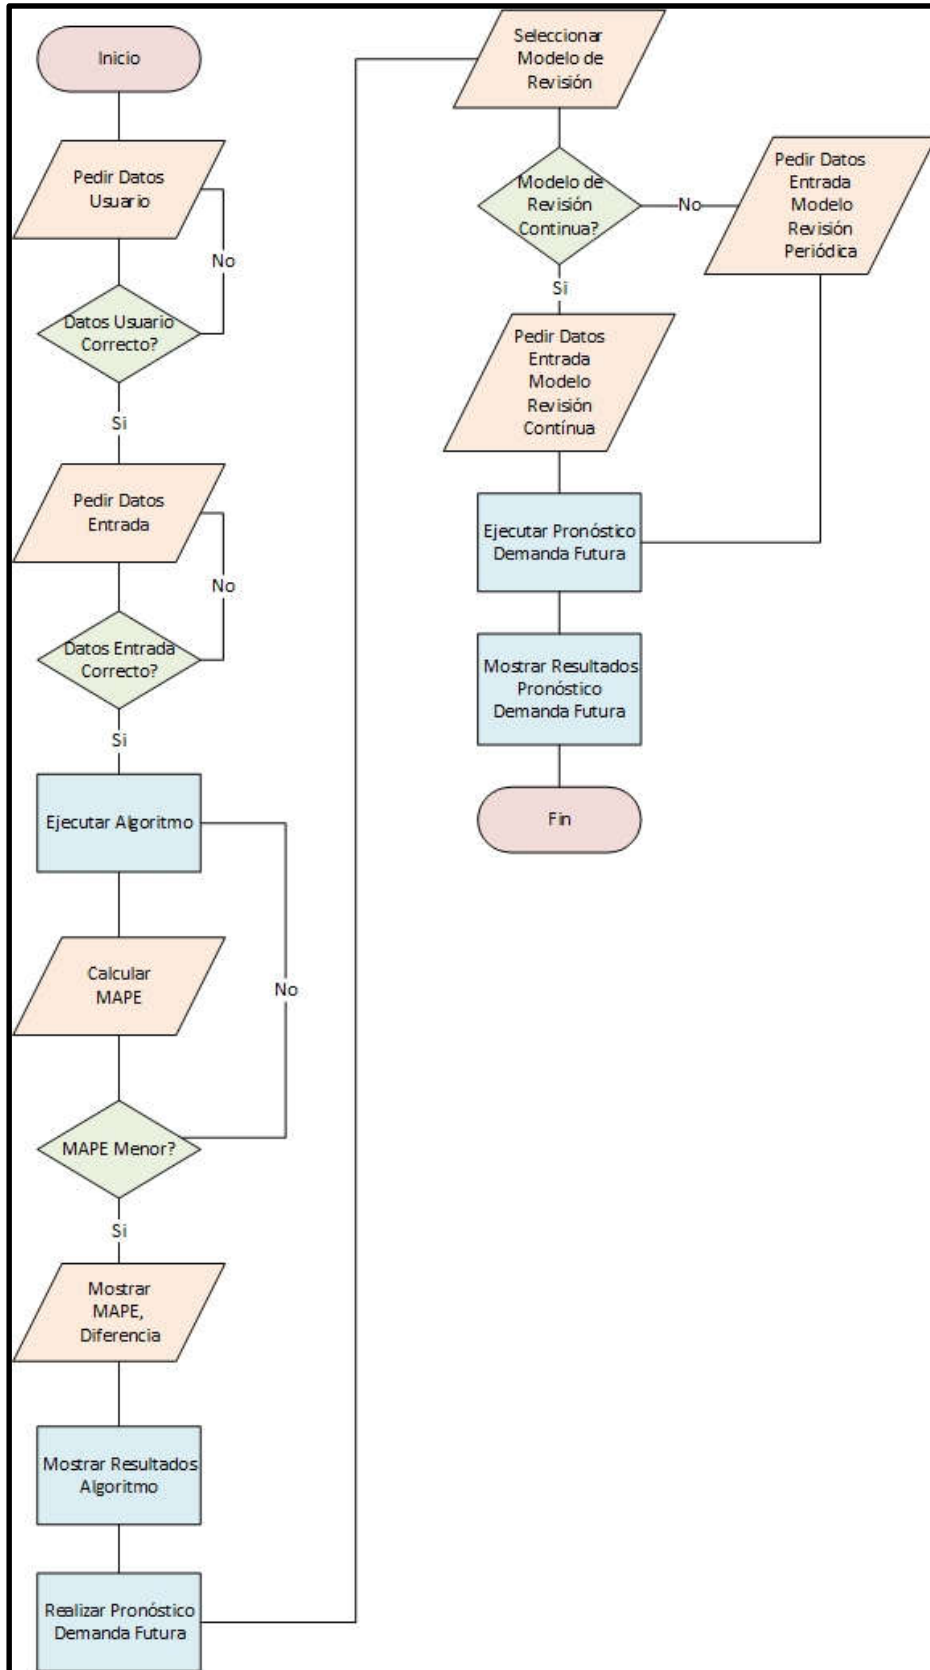 Inicio
Pedir Datos
Usuario
No
Datos Usuario
Correcto?
Si
Pedir Datos
Entrada
No
Datos Entrada
Correcto?
Si
Ejecutar Algoritmo
Calcular
MAPE
No
MAPE Menor?
Si
Mostrar
MAPE,
Diferencia
Mostrar Resultados
Algoritmo
Realizar Pronóstico
Demanda Futura
Seleccionar
Modelo de
Revisión
Modelo de
Revisión
Continua?
No
Pedir Datos
Entrada
Modelo
Revisión
Periódica
Si
Pedir Datos
Entrada
Modelo
Revisión
Contínua
Ejecutar Pronóstico
Demanda Futura
Mostrar Resultados
Pronóstico
Demanda Futura
Fin